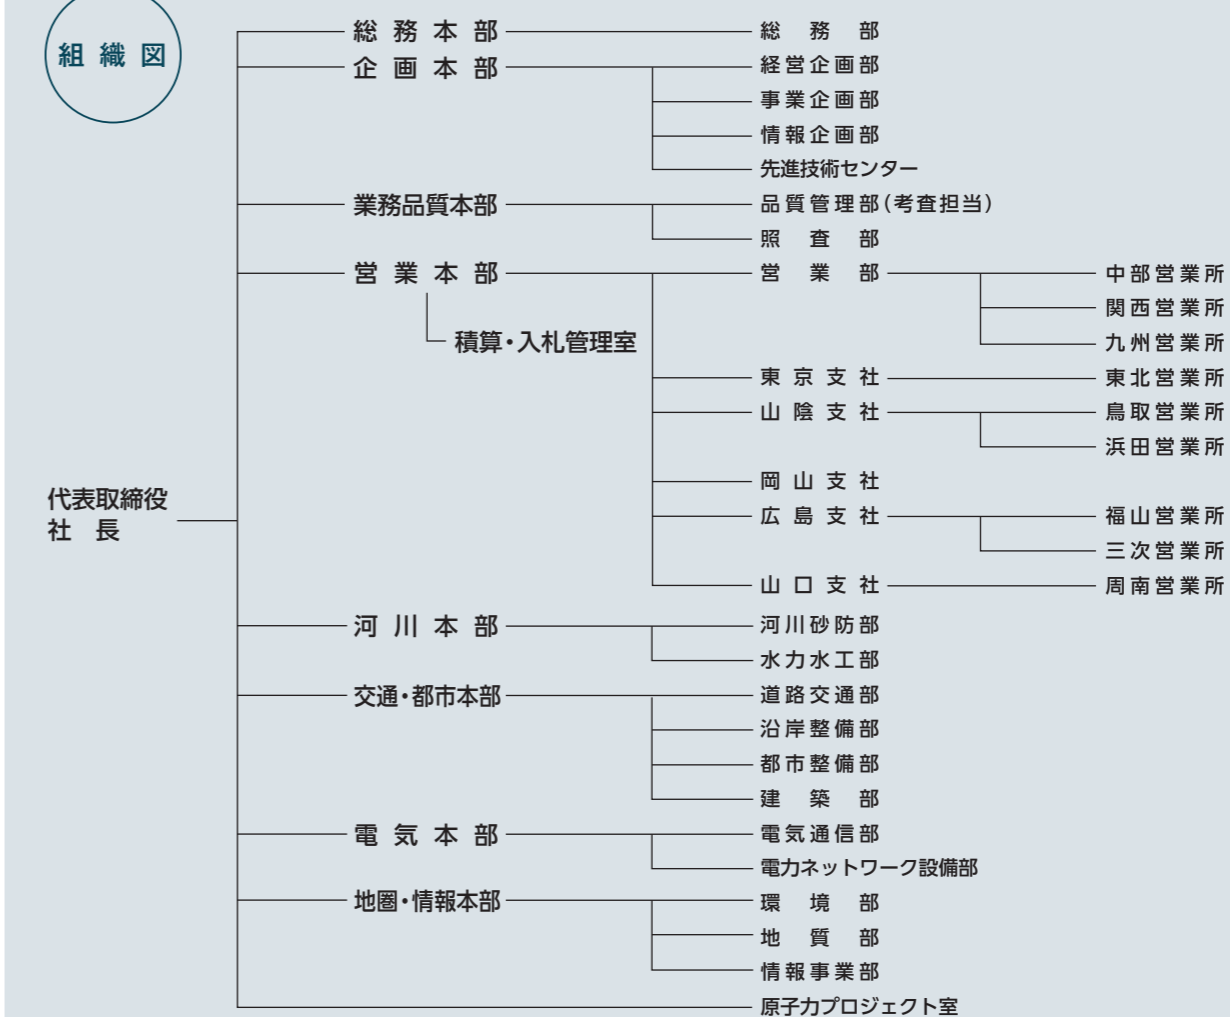 組織図
総務本部 総務部
企画本部 経営企画部
事業企画部
情報企画部
先進技術センター
業務品質本部 品質管理部(考査担当)
照査部
営業本部 営業部 中部営業所
関西営業所
積算・入札管理室 九州営業所
東京支社 東北営業所
山陰支社 鳥取営業所
浜田営業所
岡山支社
代表取締役
社長
広島支社 福山営業所
三次営業所
山口支社 周南営業所
河川本部 河川砂防部
水力水工部
交通・都市本部 道路交通部
沿岸整備部
都市整備部
建築部
電気本部 電気通信部
電力ネットワーク設備部
地圏・情報本部 環境部
地質部
情報事業部
原子力プロジェクト室